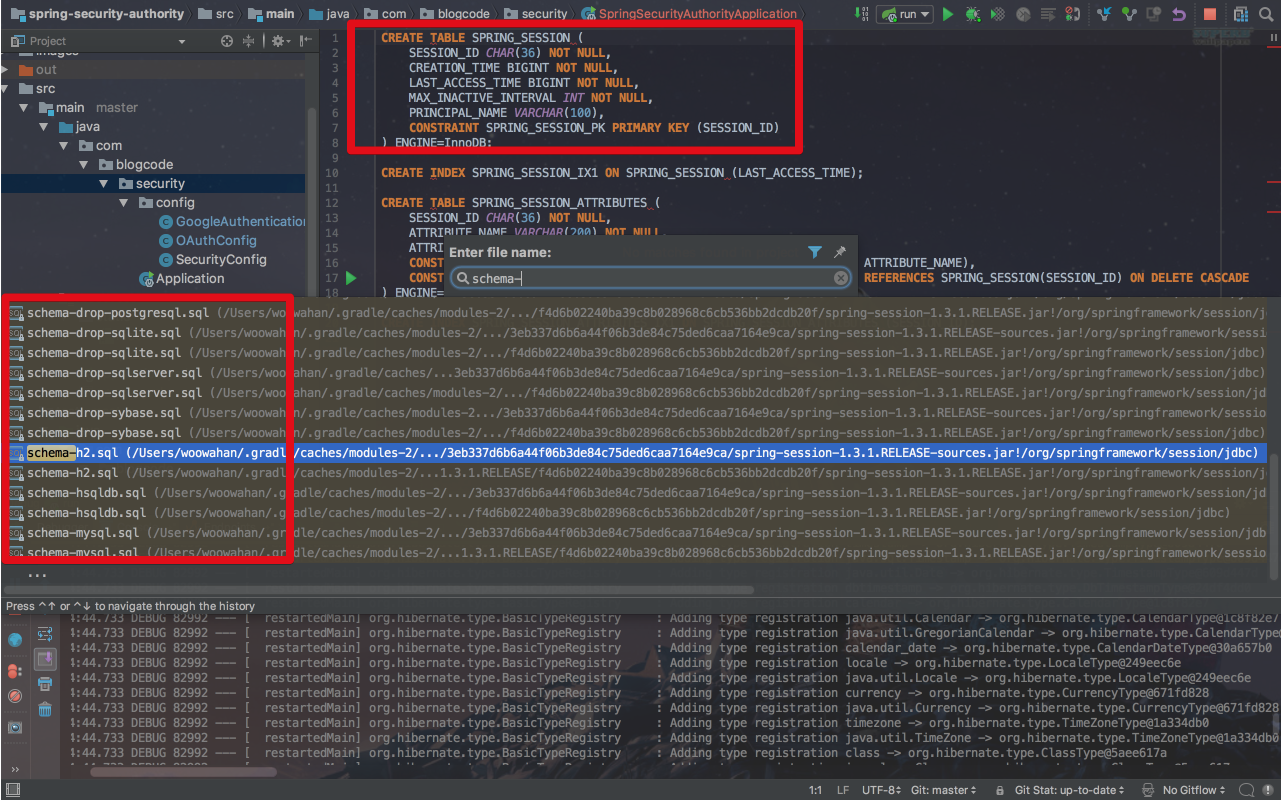 spring-security-authority src main java com blogcode security SpringSecurityAuthorityApplication run
Project
images
out
src
main master
java
com
blogcode
security
config
GoogleAuthentication
OAuthConfig
SecurityConfig
Application
1 CREATE TABLE SPRING_SESSION (
2 SESSION_ID CHAR(36) NOT NULL,
3 CREATION_TIME BIGINT NOT NULL,
4 LAST_ACCESS_TIME BIGINT NOT NULL,
5 MAX_INACTIVE_INTERVAL INT NOT NULL,
6 PRINCIPAL_NAME VARCHAR(100),
7 CONSTRAINT SPRING_SESSION_PK PRIMARY KEY (SESSION_ID)
8 ) ENGINE=InnoDB;
9
10 CREATE INDEX SPRING_SESSION_IX1 ON SPRING_SESSION (LAST_ACCESS_TIME);
11
12 CREATE TABLE SPRING_SESSION_ATTRIBUTES (
13 SESSION_ID CHAR(36) NOT NULL,
14 ATTRIBUTE_NAME VARCHAR(200) NOT NULL,
15 ATTRI
16 CONST ATTRIBUTE_NAME),
17 CONST REFERENCES SPRING_SESSION(SESSION_ID) ON DELETE CASCADE
18 ) ENGINE=
Enter file name:
schema-
schema-drop-postgresql.sql (/Users/woowahan/.gradle/caches/modules-2/.../f4d6b02240ba39c8b028968c6cb536bb2dcdb20f/spring-session-1.3.1.RELEASE.jar!/org/springframework/session/j
schema-drop-sqlite.sql (/Users/woowahan/.gradle/caches/modules-2/.../3eb337d6b6a44f06b3de84c75ded6caa7164e9ca/spring-session-1.3.1.RELEASE-sources.jar!/org/springframework/sessi
schema-drop-sqlite.sql (/Users/woowahan/.gradle/caches/modules-2/.../f4d6b02240ba39c8b028968c6cb536bb2dcdb20f/spring-session-1.3.1.RELEASE.jar!/org/springframework/session/jdbc)
schema-drop-sqlserver.sql (/Users/woowahan/.gradle/caches/...3eb337d6b6a44f06b3de84c75ded6caa7164e9ca/spring-session-1.3.1.RELEASE-sources.jar!/org/springframework/session/jdbc)
schema-drop-sqlserver.sql (/Users/woowahan/.gradle/caches/modules-2/.../f4d6b02240ba39c8b028968c6cb536bb2dcdb20f/spring-session-1.3.1.RELEASE.jar!/org/springframework/session/jd
schema-drop-sybase.sql (/Users/woowahan/.gradle/caches/modules-2/.../3eb337d6b6a44f06b3de84c75ded6caa7164e9ca/spring-session-1.3.1.RELEASE-sources.jar!/org/springframework/sessi
schema-drop-sybase.sql (/Users/woowahan/.gradle/caches/modules-2/.../f4d6b02240ba39c8b028968c6cb536bb2dcdb20f/spring-session-1.3.1.RELEASE.jar!/org/springframework/session/jdbc)
schema-h2.sql (/Users/woowahan/.gradle/caches/modules-2/.../3eb337d6b6a44f06b3de84c75ded6caa7164e9ca/spring-session-1.3.1.RELEASE-sources.jar!/org/springframework/session/jdbc)
schema-h2.sql (/Users/woowahan/.gradle/caches/modules-2/...1.3.1.RELEASE/f4d6b02240ba39c8b028968c6cb536bb2dcdb20f/spring-session-1.3.1.RELEASE.jar!/org/springframework/session/jdbc)
schema-hsqldb.sql (/Users/woowahan/.gradle/caches/modules-2/.../3eb337d6b6a44f06b3de84c75ded6caa7164e9ca/spring-session-1.3.1.RELEASE-sources.jar!/org/springframework/session/jd
schema-hsqldb.sql (/Users/woowahan/.gradle/caches/modules-2/.../f4d6b02240ba39c8b028968c6cb536bb2dcdb20f/spring-session-1.3.1.RELEASE.jar!/org/springframework/session/jdbc)
schema-mysql.sql (/Users/woowahan/.gradle/caches/modules-2/.../3eb337d6b6a44f06b3de84c75ded6caa7164e9ca/spring-session-1.3.1.RELEASE-sources.jar!/org/springframework/session/jdb
schema-mysql.sql (/Users/woowahan/.gradle/caches/modules-2/...1.3.1.RELEASE/f4d6b02240ba39c8b028968c6cb536bb2dcdb20f/spring-session-1.3.1.RELEASE.jar!/org/springframework/sessio
...
Press ^↑ or ^↓ to navigate through the history
:44.733 DEBUG 82992 --- [ restartedMain] org.hibernate.type.BasicTypeRegistry : Adding type registration java.util.Calendar -> org.hibernate.type.CalendarType@1c8f82e7
:44.733 DEBUG 82992 --- [ restartedMain] org.hibernate.type.BasicTypeRegistry : Adding type registration java.util.GregorianCalendar -> org.hibernate.type.CalendarType
:44.733 DEBUG 82992 --- [ restartedMain] org.hibernate.type.BasicTypeRegistry : Adding type registration calendar_date -> org.hibernate.type.CalendarDateType@30a657b0
:44.733 DEBUG 82992 --- [ restartedMain] org.hibernate.type.BasicTypeRegistry : Adding type registration locale -> org.hibernate.type.LocaleType@249eec6e
:44.733 DEBUG 82992 --- [ restartedMain] org.hibernate.type.BasicTypeRegistry : Adding type registration java.util.Locale -> org.hibernate.type.LocaleType@249eec6e
:44.733 DEBUG 82992 --- [ restartedMain] org.hibernate.type.BasicTypeRegistry : Adding type registration currency -> org.hibernate.type.CurrencyType@671fd828
:44.733 DEBUG 82992 --- [ restartedMain] org.hibernate.type.BasicTypeRegistry : Adding type registration java.util.Currency -> org.hibernate.type.CurrencyType@671fd828
:44.733 DEBUG 82992 --- [ restartedMain] org.hibernate.type.BasicTypeRegistry : Adding type registration timezone -> org.hibernate.type.TimeZoneType@1a334db0
:44.733 DEBUG 82992 --- [ restartedMain] org.hibernate.type.BasicTypeRegistry : Adding type registration java.util.TimeZone -> org.hibernate.type.TimeZoneType@1a334db0
:44.733 DEBUG 82992 --- [ restartedMain] org.hibernate.type.BasicTypeRegistry : Adding type registration class -> org.hibernate.type.ClassType@5aee617a
1:1 LF UTF-8 Git: master Git Stat: up-to-date No Gitflow